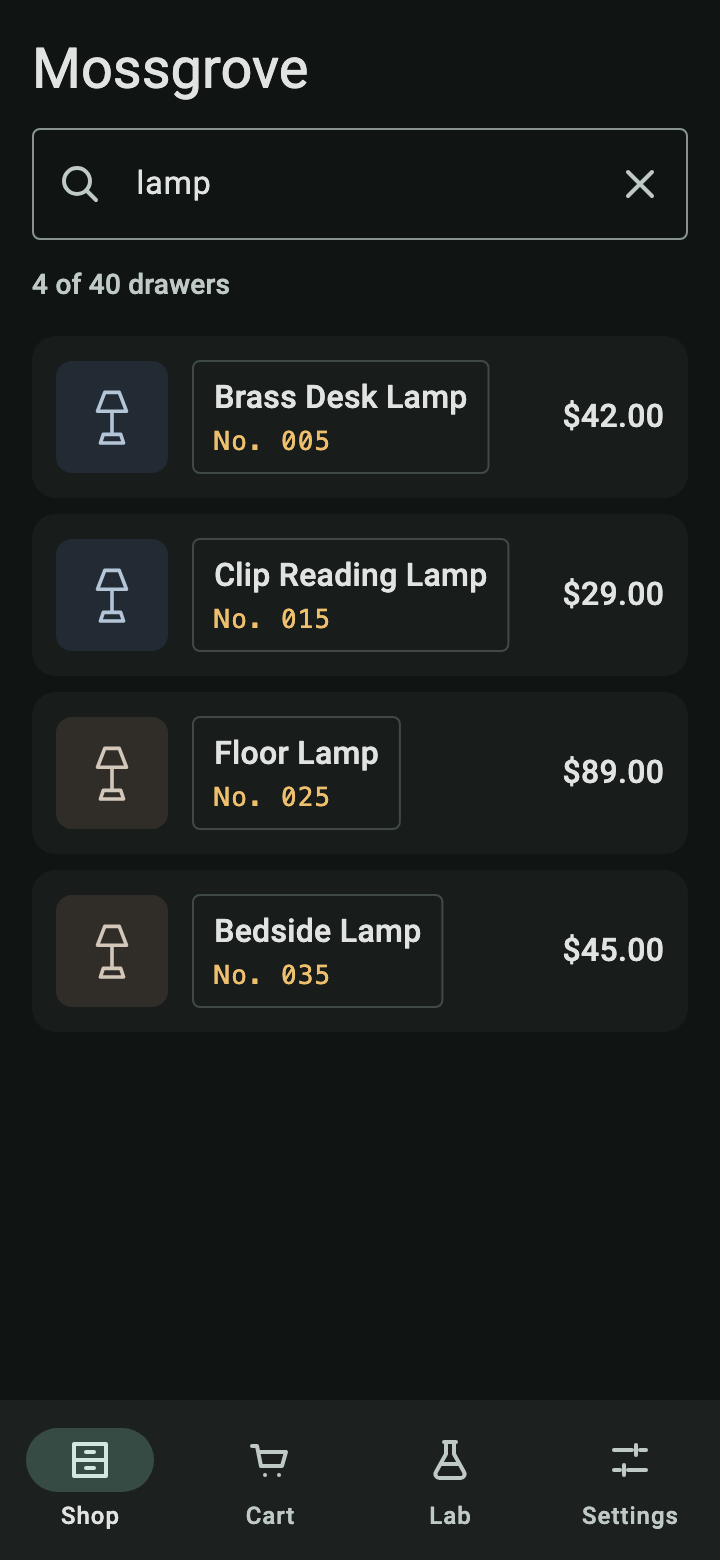 Mossgrove
lamp
4 of 40 drawers
Brass Desk Lamp
No. 005
$42.00
Clip Reading Lamp
No. 015
$29.00
Floor Lamp
No. 025
$89.00
Bedside Lamp
No. 035
$45.00
Shop
Cart
Lab
Settings